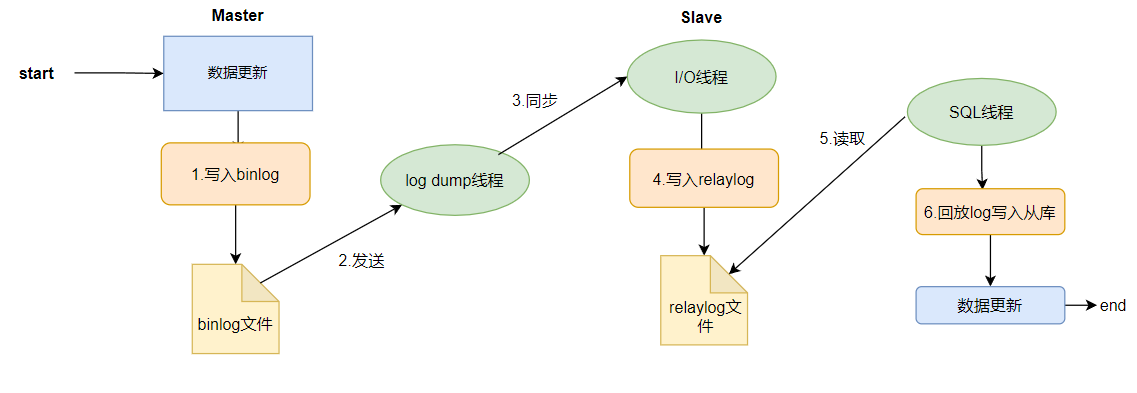 Master
Slave
start
数据更新
1.写入binlog
binlog文件
2.发送
log dump线程
3.同步
I/O线程
4.写入relaylog
relaylog文
件
5.读取
SQL线程
6.回放log写入从库
数据更新
end